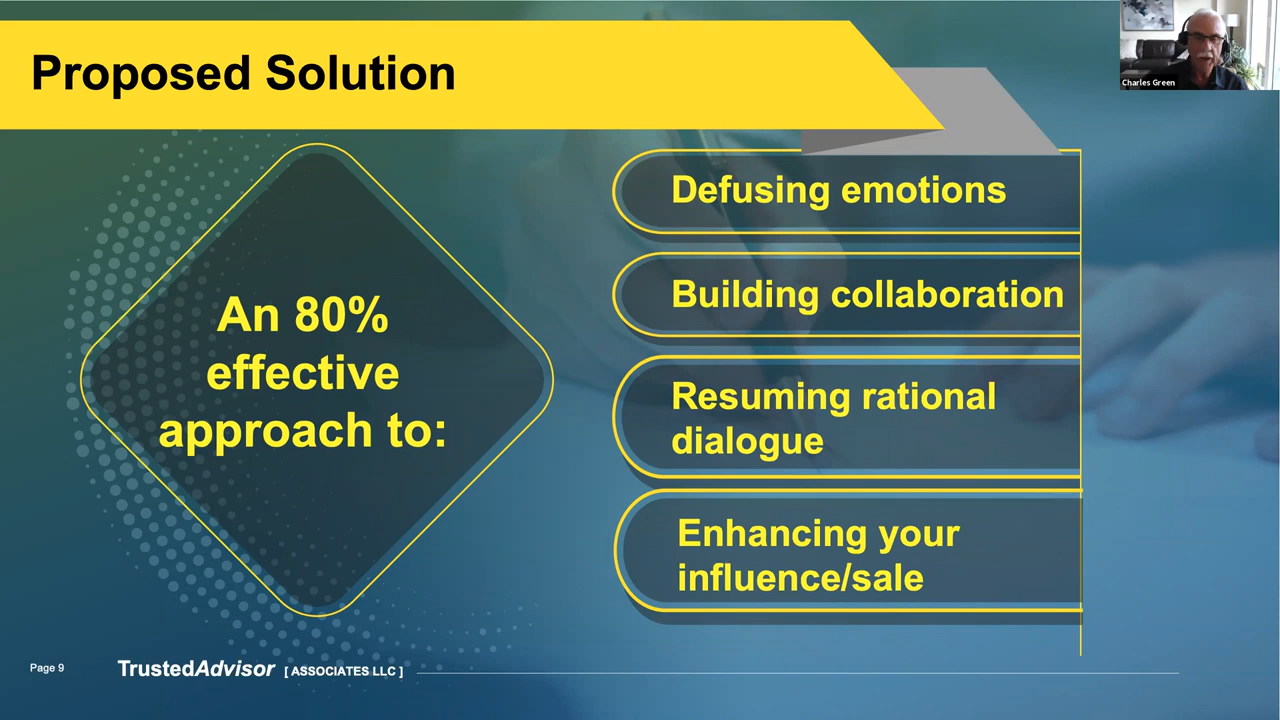 Proposed Solution
Charles Green
An 80%
effective
approach to:
Defusing emotions
Building collaboration
Resuming rational
dialogue
Enhancing your
influence/sale
Page 9
TrustedAdvisor [ ASSOCIATES LLC ]